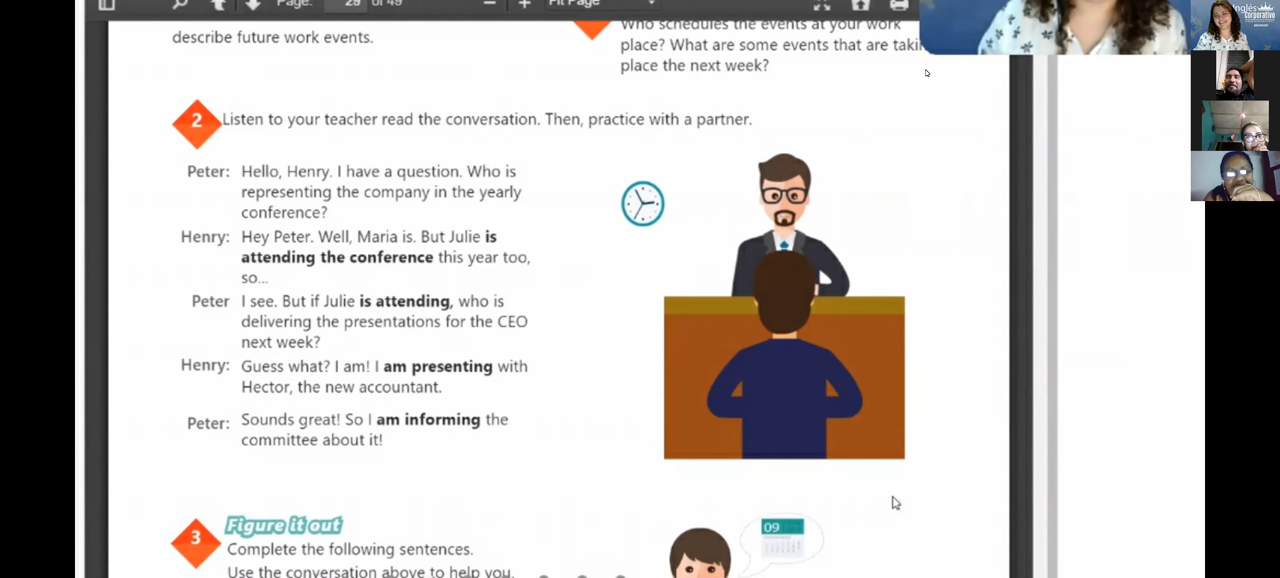 Page: 29 of 49
Fit Page
Inglés
Corporativo
describe future work events.
Who schedules the events at your work
place? What are some events that are takin
place the next week?
2 Listen to your teacher read the conversation. Then, practice with a partner.
Peter: Hello, Henry. I have a question. Who is
representing the company in the yearly
conference?
Henry: Hey Peter. Well, Maria is. But Julie is
attending the conference this year too,
so...
Peter I see. But if Julie is attending, who is
delivering the presentations for the CEO
next week?
Henry: Guess what? I am! I am presenting with
Hector, the new accountant.
Peter: Sounds great! So I am informing the
committee about it!
3 Figure it out
09
Complete the following sentences.
Use the conversation above to help you.